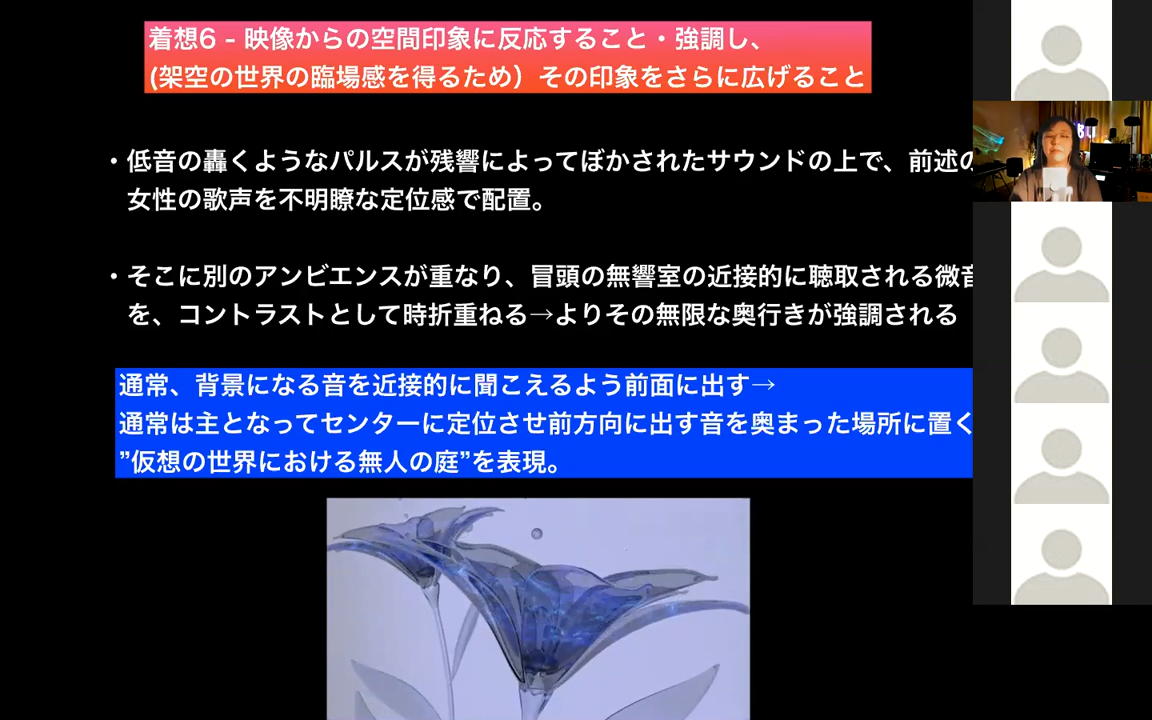 着想6 - 映像からの空間印象に反応すること・強調し、
(架空の世界の臨場感を得るため）その印象をさらに広げること
・低音の轟くようなパルスが残響によってぼかされたサウンドの上で、前述の
女性の歌声を不明瞭な定位感で配置。
・そこに別のアンビエンスが重なり、冒頭の無響室の近接的に聴取される微音
を、コントラストとして時折重ねる→よりその無限な奥行きが強調される
通常、背景になる音を近接的に聞こえるよう前面に出す→
通常は主となってセンターに定位させ前方向に出す音を奥まった場所に置く
”仮想の世界における無人の庭”を表現。